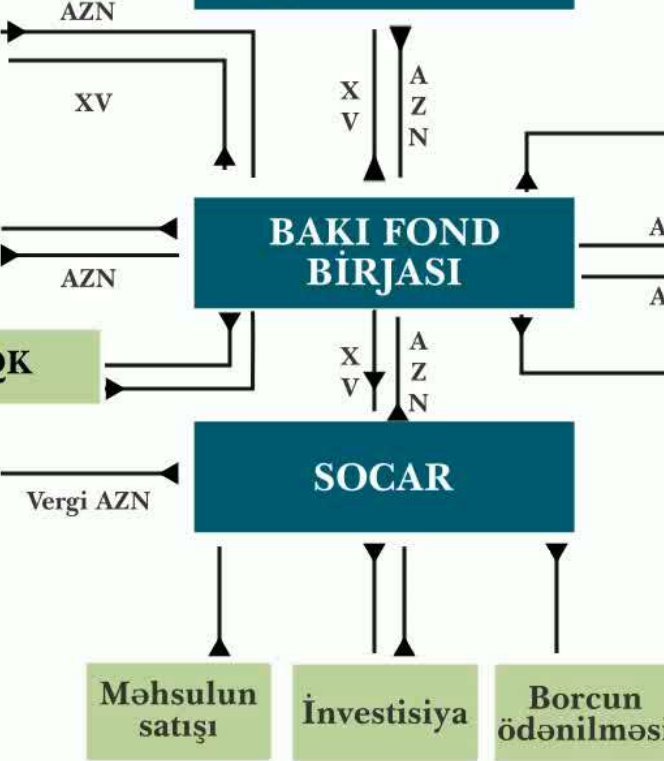 AZN
XV
X
V
A
Z
N
BAKI FOND
BİRJASI
A
AZN
A
QK
X
V
A
Z
N
SOCAR
Vergi AZN
Məhsulun
satışı
İnvestisiya
Borcun
ödənilməsi